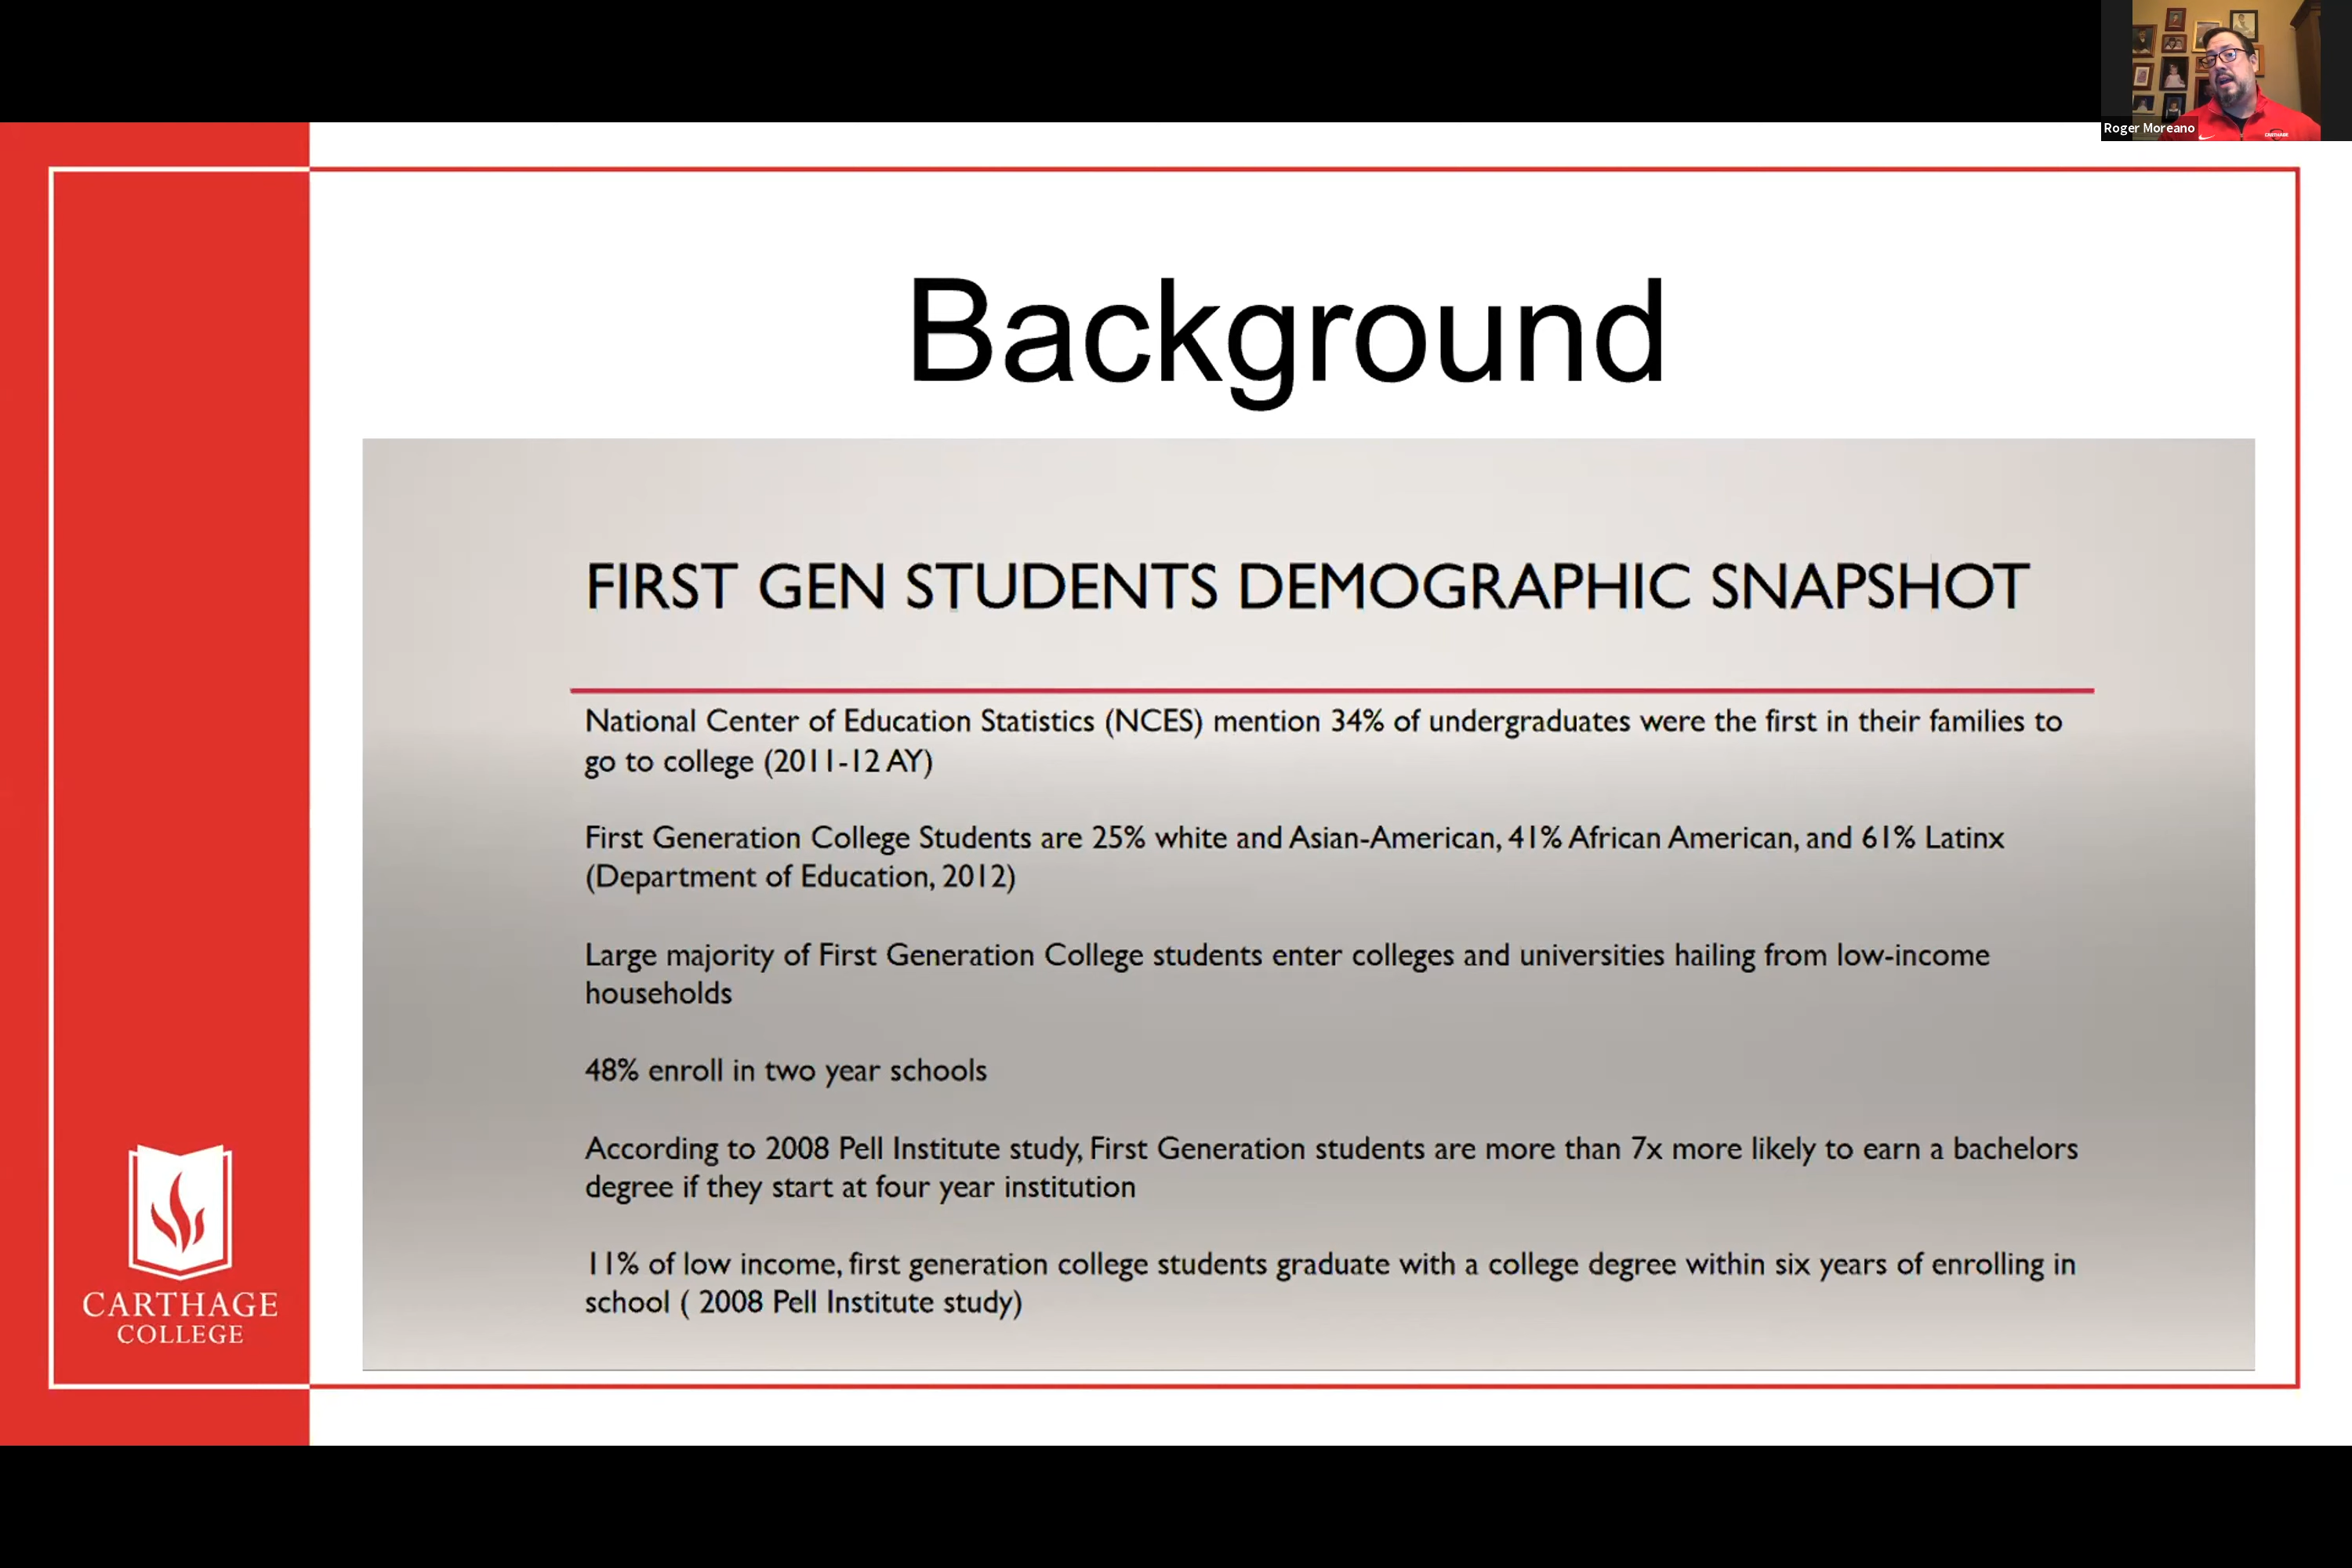 Roger Moreano
Background
FIRST GEN STUDENTS DEMOGRAPHIC SNAPSHOT
National Center of Education Statistics (NCES) mention 34% of undergraduates were the first in their families to
go to college (2011-12 AY)
First Generation College Students are 25% white and Asian-American, 41% African American, and 61% Latinx
(Department of Education, 2012)
Large majority of First Generation College students enter colleges and universities hailing from low-income
households
48% enroll in two year schools
According to 2008 Pell Institute study, First Generation students are more than 7x more likely to earn a bachelors
degree if they start at four year institution
11% of low income, first generation college students graduate with a college degree within six years of enrolling in
school ( 2008 Pell Institute study)
CARTHAGE
COLLEGE